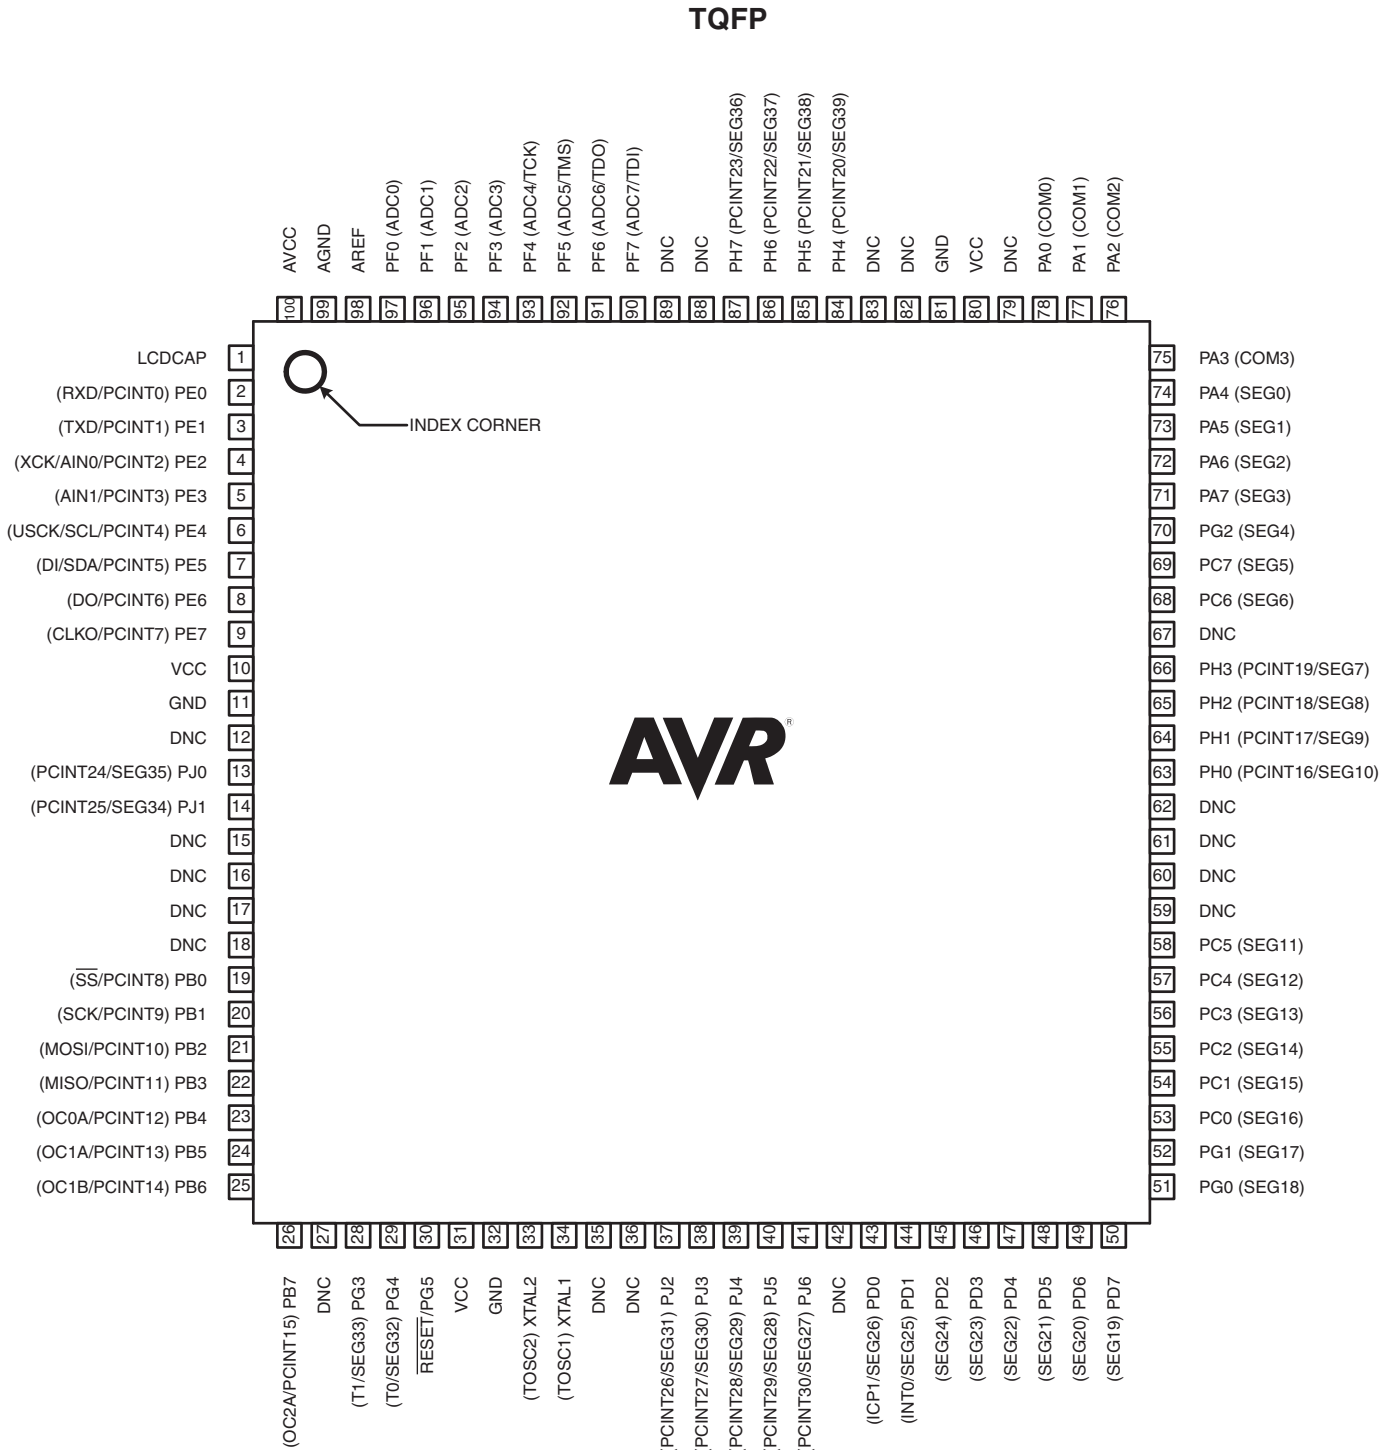 TQFP
AVCC
AGND
AREF
PF0 (ADC0)
PF1 (ADC1)
PF2 (ADC2)
PF3 (ADC3)
PF4 (ADC4/TCK)
PF5 (ADC5/TMS)
PF6 (ADC6/TDO)
PF7 (ADC7/TDI)
DNC
DNC
PH7 (PCINT23/SEG36)
PH6 (PCINT22/SEG37)
PH5 (PCINT21/SEG38)
PH4 (PCINT20/SEG39)
DNC
DNC
GND
VCC
DNC
PA0 (COM0)
PA1 (COM1)
PA2 (COM2)
100 99 98 97 96 95 94 93 92 91 90 89 88 87 86 85 84 83 82 81 80 79 78 77 76
LCDCAP 1
(RXD/PCINT0) PE0 2
(TXD/PCINT1) PE1 3
(XCK/AIN0/PCINT2) PE2 4
(AIN1/PCINT3) PE3 5
(USCK/SCL/PCINT4) PE4 6
(DI/SDA/PCINT5) PE5 7
(DO/PCINT6) PE6 8
(CLKO/PCINT7) PE7 9
VCC 10
GND 11
DNC 12
(PCINT24/SEG35) PJ0 13
(PCINT25/SEG34) PJ1 14
DNC 15
DNC 16
DNC 17
DNC 18
(SS/PCINT8) PB0 19
(SCK/PCINT9) PB1 20
(MOSI/PCINT10) PB2 21
(MISO/PCINT11) PB3 22
(OC0A/PCINT12) PB4 23
(OC1A/PCINT13) PB5 24
(OC1B/PCINT14) PB6 25
INDEX CORNER
AVR®
75 PA3 (COM3)
74 PA4 (SEG0)
73 PA5 (SEG1)
72 PA6 (SEG2)
71 PA7 (SEG3)
70 PG2 (SEG4)
69 PC7 (SEG5)
68 PC6 (SEG6)
67 DNC
66 PH3 (PCINT19/SEG7)
65 PH2 (PCINT18/SEG8)
64 PH1 (PCINT17/SEG9)
63 PH0 (PCINT16/SEG10)
62 DNC
61 DNC
60 DNC
59 DNC
58 PC5 (SEG11)
57 PC4 (SEG12)
56 PC3 (SEG13)
55 PC2 (SEG14)
54 PC1 (SEG15)
53 PC0 (SEG16)
52 PG1 (SEG17)
51 PG0 (SEG18)
26 27 28 29 30 31 32 33 34 35 36 37 38 39 40 41 42 43 44 45 46 47 48 49 50
(OC2A/PCINT15) PB7
DNC
(T1/SEG33) PG3
(T0/SEG32) PG4
RESET/PG5
VCC
GND
(TOSC2) XTAL2
(TOSC1) XTAL1
DNC
DNC
(PCINT26/SEG31) PJ2
(PCINT27/SEG30) PJ3
(PCINT28/SEG29) PJ4
(PCINT29/SEG28) PJ5
(PCINT30/SEG27) PJ6
DNC
(ICP1/SEG26) PD0
(INT0/SEG25) PD1
(SEG24) PD2
(SEG23) PD3
(SEG22) PD4
(SEG21) PD5
(SEG20) PD6
(SEG19) PD7